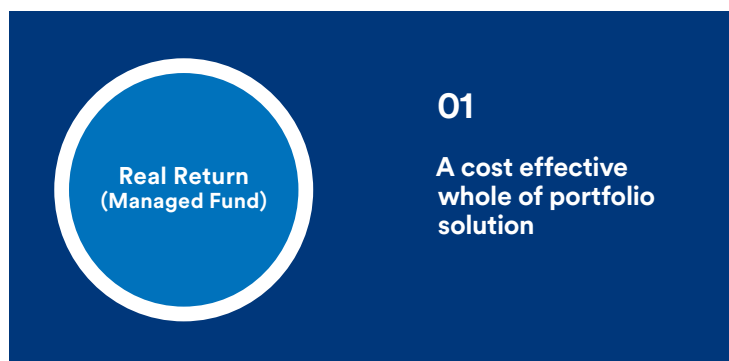 Real Return
(Managed Fund)
01
A cost effective
whole of portfolio
solution